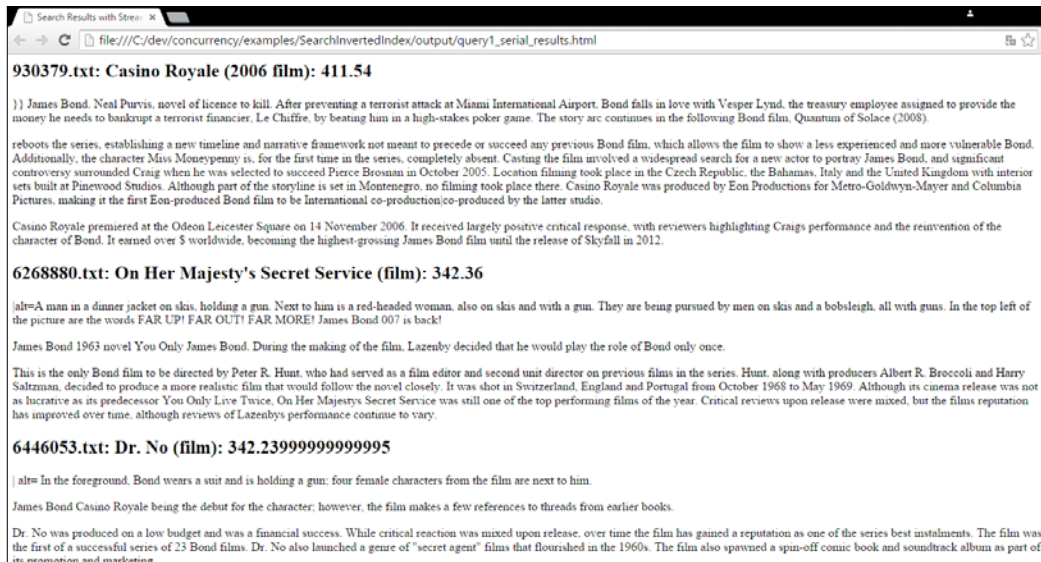 Search Results with Strea
file:///C:/dev/concurrency/examples/SearchInvertedIndex/output/query1_serial_results.html
930379.txt: Casino Royale (2006 film): 411.54
}} James Bond. Neal Purvis, novel of licence to kill. After preventing a terrorist attack at Miami International Airport, Bond falls in love with Vesper Lynd, the treasury employee assigned to provide the
money he needs to bankrupt a terrorist financier, Le Chiffre, by beating him in a high-stakes poker game. The story arc continues in the following Bond film, Quantum of Solace (2008).
reboots the series, establishing a new timeline and narrative framework not meant to precede or succeed any previous Bond film, which allows the film to show a less experienced and more vulnerable Bond.
Additionally, the character Miss Moneypenny is, for the first time in the series, completely absent. Casting the film involved a widespread search for a new actor to portray James Bond, and significant
controversy surrounded Craig when he was selected to succeed Pierce Brosnan in October 2005. Location filming took place in the Czech Republic, the Bahamas, Italy and the United Kingdom with interior
sets built at Pinewood Studios. Although part of the storyline is set in Montenegro, no filming took place there. Casino Royale was produced by Eon Productions for Metro-Goldwyn-Mayer and Columbia
Pictures, making it the first Eon-produced Bond film to be International co-production|co-produced by the latter studio.
Casino Royale premiered at the Odeon Leicester Square on 14 November 2006. It received largely positive critical response, with reviewers highlighting Craigs performance and the reinvention of the
character of Bond. It earned over $ worldwide, becoming the highest-grossing James Bond film until the release of Skyfall in 2012.
6268880.txt: On Her Majesty's Secret Service (film): 342.36
|alt=A man in a dinner jacket on skis, holding a gun. Next to him is a red-headed woman, also on skis and with a gun. They are being pursued by men on skis and a bobsleigh, all with guns. In the top left of
the picture are the words FAR UP! FAR OUT! FAR MORE! James Bond 007 is back!
James Bond 1963 novel You Only James Bond. During the making of the film, Lazenby decided that he would play the role of Bond only once.
This is the only Bond film to be directed by Peter R. Hunt, who had served as a film editor and second unit director on previous films in the series. Hunt, along with producers Albert R. Broccoli and Harry
Saltzman, decided to produce a more realistic film that would follow the novel closely. It was shot in Switzerland, England and Portugal from October 1968 to May 1969. Although its cinema release was not
as lucrative as its predecessor You Only Live Twice, On Her Majestys Secret Service was still one of the top performing films of the year. Critical reviews upon release were mixed, but the films reputation
has improved over time, although reviews of Lazenbys performance continue to vary.
6446053.txt: Dr. No (film): 342.23999999999995
| alt= In the foreground, Bond wears a suit and is holding a gun; four female characters from the film are next to him.
James Bond Casino Royale being the debut for the character; however, the film makes a few references to threads from earlier books.
Dr. No was produced on a low budget and was a financial success. While critical reaction was mixed upon release, over time the film has gained a reputation as one of the series best instalments. The film was
the first of a successful series of 23 Bond films. Dr. No also launched a genre of "secret agent" films that flourished in the 1960s. The film also spawned a spin-off comic book and soundtrack album as part of
its promotion and marketing.